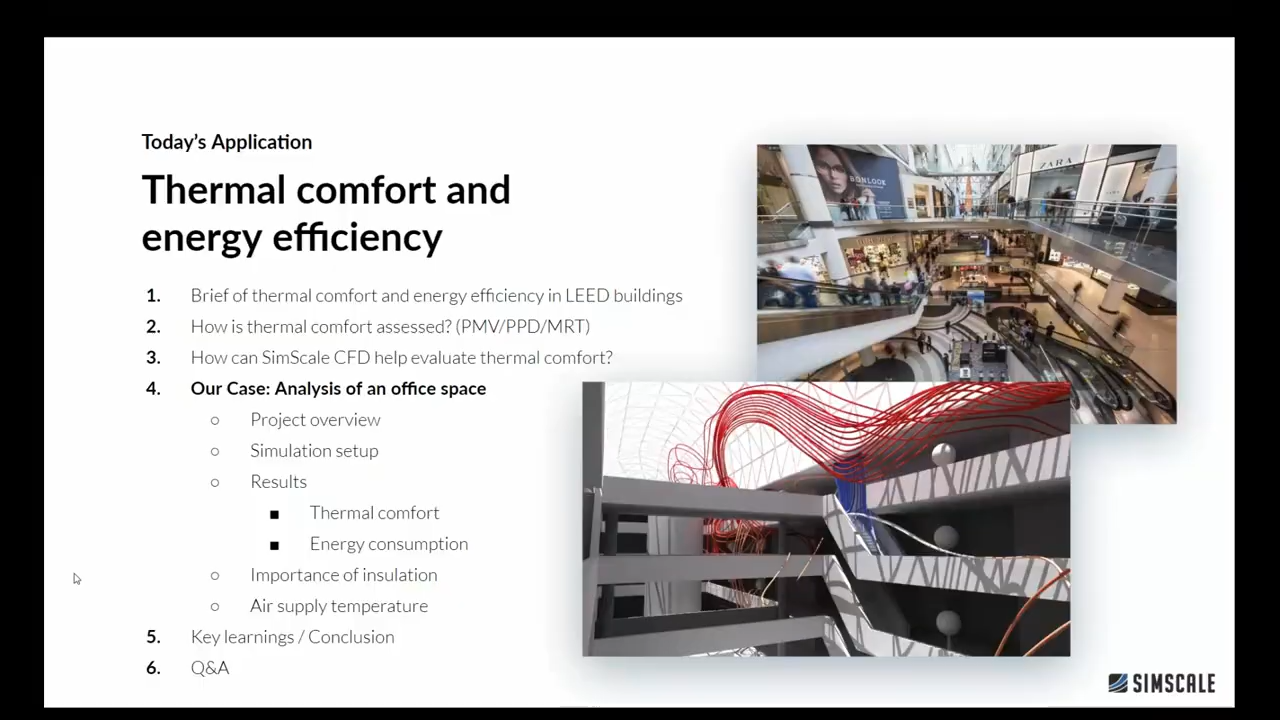 Today's Application
Thermal comfort and
energy efficiency
1. Brief of thermal comfort and energy efficiency in LEED buildings
2. How is thermal comfort assessed? (PMV/PPD/MRT)
3. How can SimScale CFD help evaluate thermal comfort?
4. Our Case: Analysis of an office space
○ Project overview
○ Simulation setup
○ Results
■ Thermal comfort
■ Energy consumption
○ Importance of insulation
○ Air supply temperature
5. Key learnings / Conclusion
6. Q&A
BONLOOK
ZARA
SIMSCALE